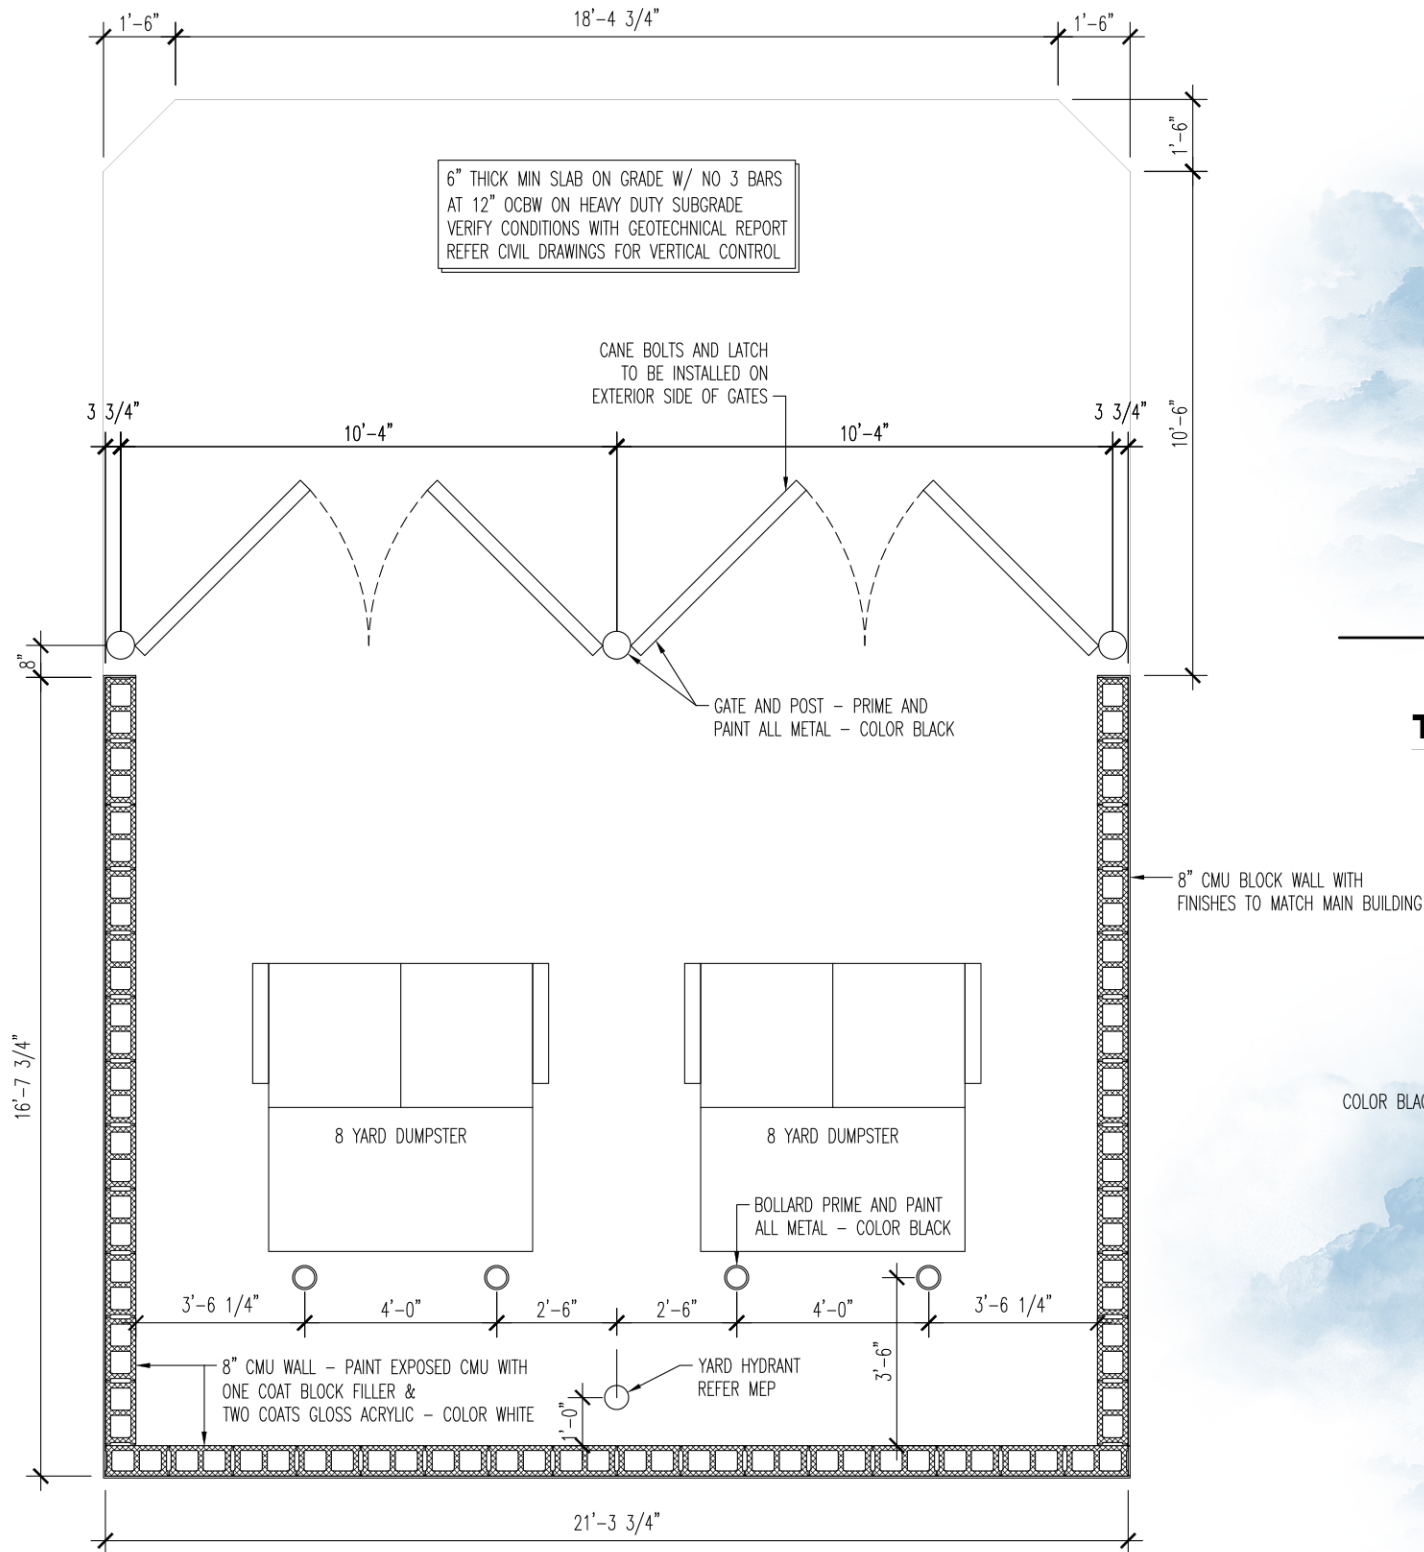 1'-6"
18'-4 3/4"
1'-6"
1'-6"
6" THICK MIN SLAB ON GRADE W/ NO 3 BARS
AT 12" OCBW ON HEAVY DUTY SUBGRADE
VERIFY CONDITIONS WITH GEOTECHNICAL REPORT
REFER CIVIL DRAWINGS FOR VERTICAL CONTROL
CANE BOLTS AND LATCH
TO BE INSTALLED ON
EXTERIOR SIDE OF GATES
3 3/4"
10'-4"
10'-4"
3 3/4"
10'-6"
8"
GATE AND POST – PRIME AND
PAINT ALL METAL – COLOR BLACK
8" CMU BLOCK WALL WITH
FINISHES TO MATCH MAIN BUILDING
16'-7 3/4"
8 YARD DUMPSTER
8 YARD DUMPSTER
BOLLARD PRIME AND PAINT
ALL METAL – COLOR BLACK
3'-6 1/4"
4'-0"
2'-6"
2'-6"
4'-0"
3'-6 1/4"
3'-6"
8" CMU WALL – PAINT EXPOSED CMU WITH
ONE COAT BLOCK FILLER &
TWO COATS GLOSS ACRYLIC – COLOR WHITE
YARD HYDRANT
REFER MEP
1'-0"
21'-3 3/4"
COLOR